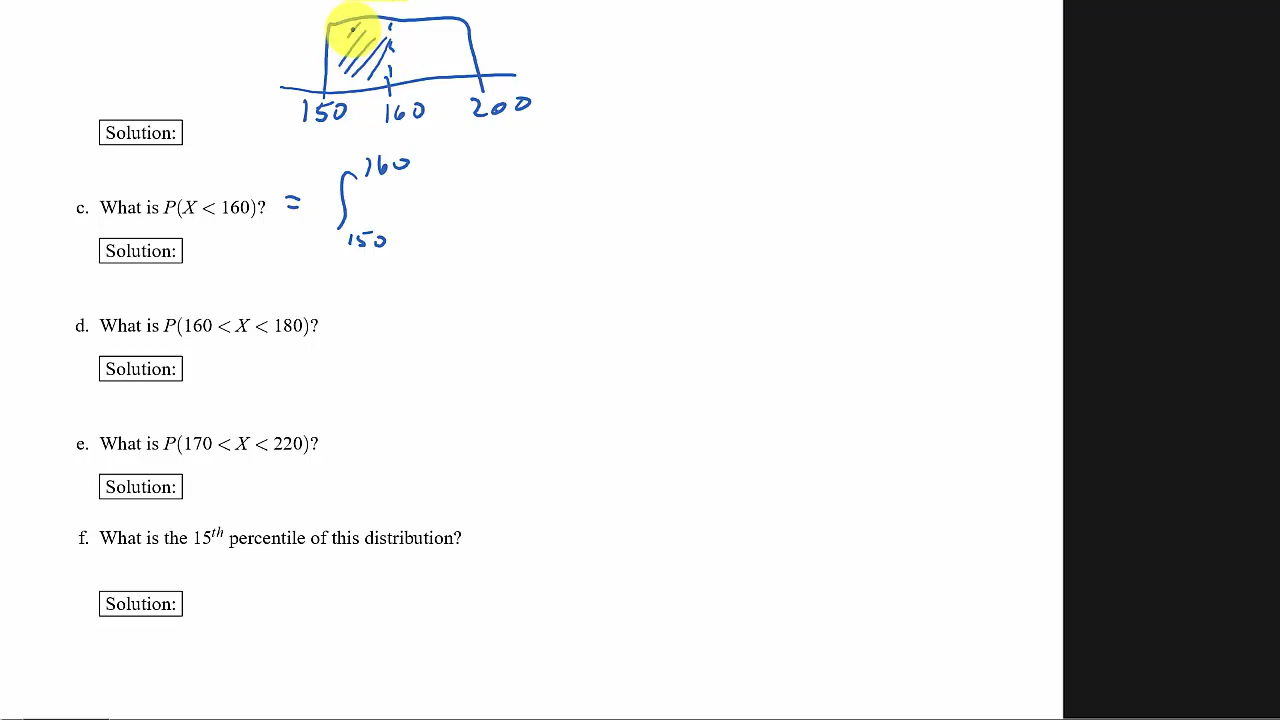 150 160 200
Solution:
160
c. What is P(X < 160)? = ∫
150
Solution:
d. What is P(160 < X < 180)?
Solution:
e. What is P(170 < X < 220)?
Solution:
f. What is the 15th percentile of this distribution?
Solution: